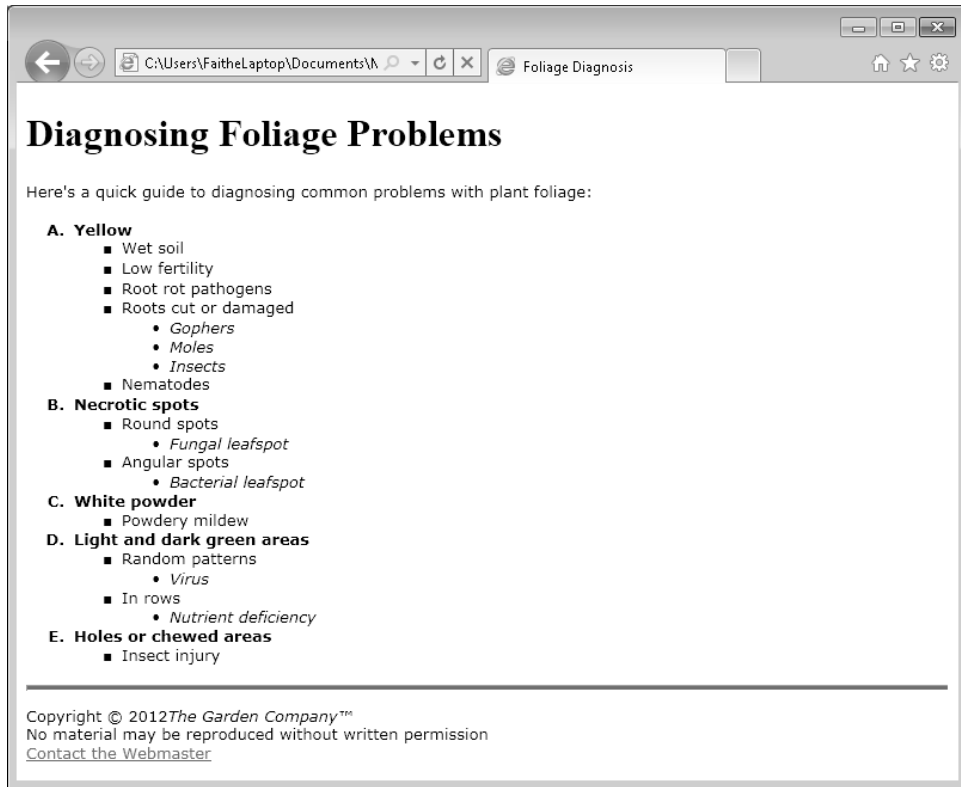 C:\Users\FaitheLaptop\Documents\
Foliage Diagnosis
Diagnosing Foliage Problems
Here's a quick guide to diagnosing common problems with plant foliage:
A. Yellow
■ Wet soil
■ Low fertility
■ Root rot pathogens
■ Roots cut or damaged
• Gophers
• Moles
• Insects
■ Nematodes
B. Necrotic spots
■ Round spots
• Fungal leafspot
■ Angular spots
• Bacterial leafspot
C. White powder
■ Powdery mildew
D. Light and dark green areas
■ Random patterns
• Virus
■ In rows
• Nutrient deficiency
E. Holes or chewed areas
■ Insect injury
Copyright © 2012The Garden Company™
No material may be reproduced without written permission
Contact the Webmaster